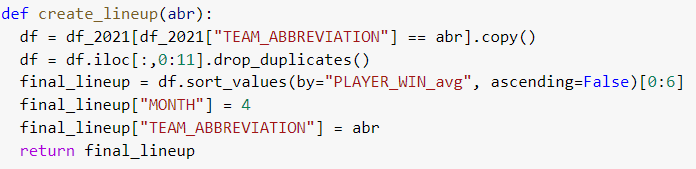 def create_lineup(abr):
  df = df_2021[df_2021["TEAM_ABBREVIATION"] == abr].copy()
  df = df.iloc[:,0:11].drop_duplicates()
  final_lineup = df.sort_values(by="PLAYER_WIN_avg", ascending=False)[0:6]
  final_lineup["MONTH"] = 4
  final_lineup["TEAM_ABBREVIATION"] = abr
  return final_lineup